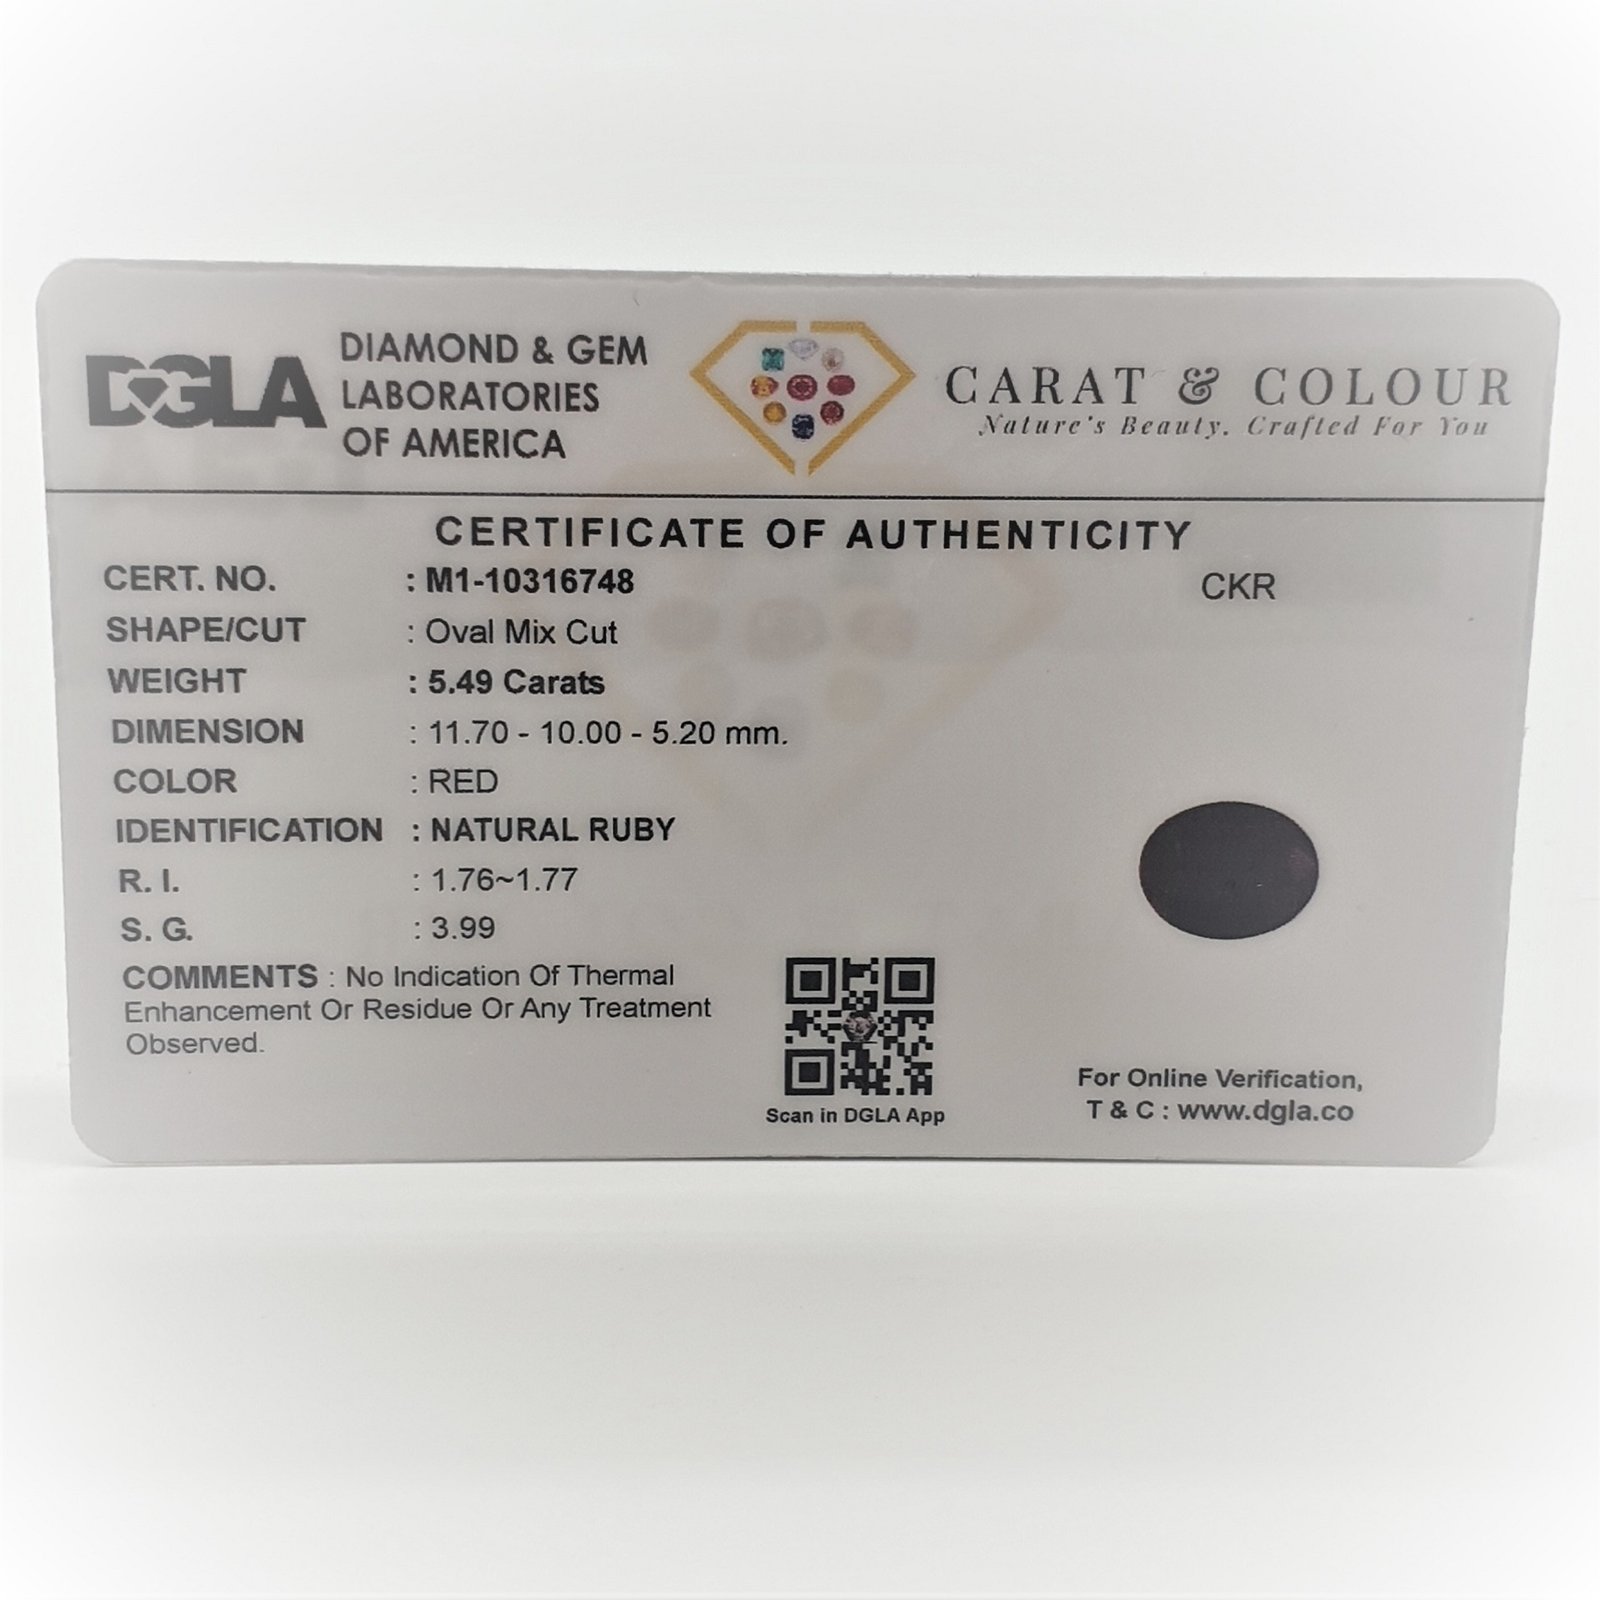 DGLA
DIAMOND & GEM
LABORATORIES
OF AMERICA
CARAT & COLOUR
Nature's Beauty. Crafted For You
CERTIFICATE OF AUTHENTICITY
CERT. NO. : M1-10316748
CKR
SHAPE/CUT : Oval Mix Cut
WEIGHT : 5.49 Carats
DIMENSION : 11.70 - 10.00 - 5.20 mm.
COLOR : RED
IDENTIFICATION : NATURAL RUBY
R. I. : 1.76~1.77
S. G. : 3.99
COMMENTS : No Indication Of Thermal
Enhancement Or Residue Or Any Treatment
Observed.
Scan in DGLA App
For Online Verification,
T & C : www.dgla.co